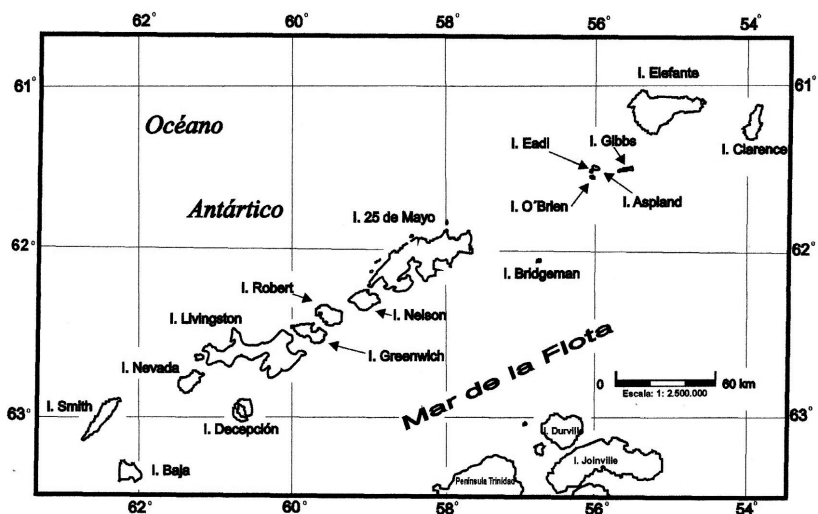 62°
60°
58°
56°
54°
61°
61°
I. Elefante
Océano
I. Gibbs
I. Eadi
I. Clarence
I. O´Brien
I. Aspland
Antártico
I. 25 de Mayo
62°
62°
I. Bridgeman
I. Robert
I. Nelson
I. Livingston
I. Greenwich
Mar de la Flota
I. Nevada
0
60 km
Escala: 1: 2.500.000
I. Smith
63°
63°
I. Decepción
I. Durville
I. Joinville
I. Baja
Península Trinidad
62°
60°
58°
56°
54°